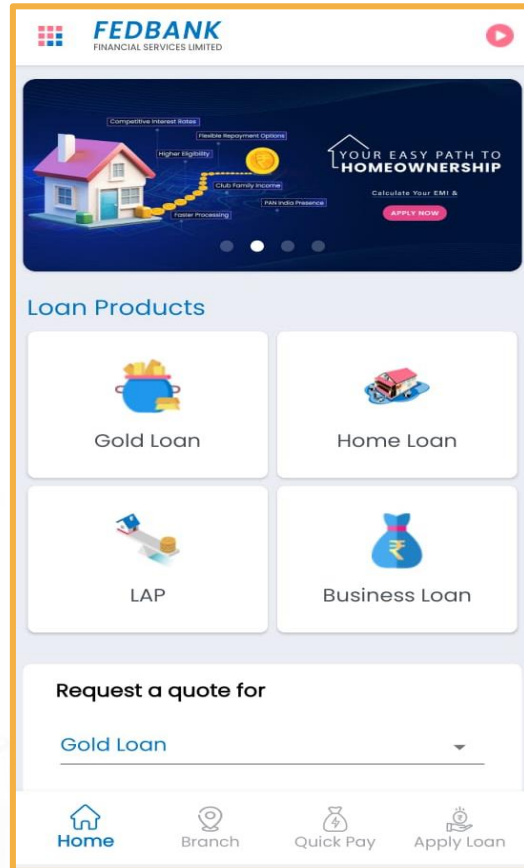 FEDBANK
FINANCIAL SERVICES LIMITED
Competitive Interest Rates
Flexible Repayment Options
Higher Eligibility
Club Family Income
PAN India Presence
Faster Processing
YOUR EASY PATH TO
HOMEOWNERSHIP
Calculate Your EMI &
APPLY NOW
Loan Products
Gold Loan
Home Loan
LAP
Business Loan
Request a quote for
Gold Loan
Home
Branch
Quick Pay
Apply Loan